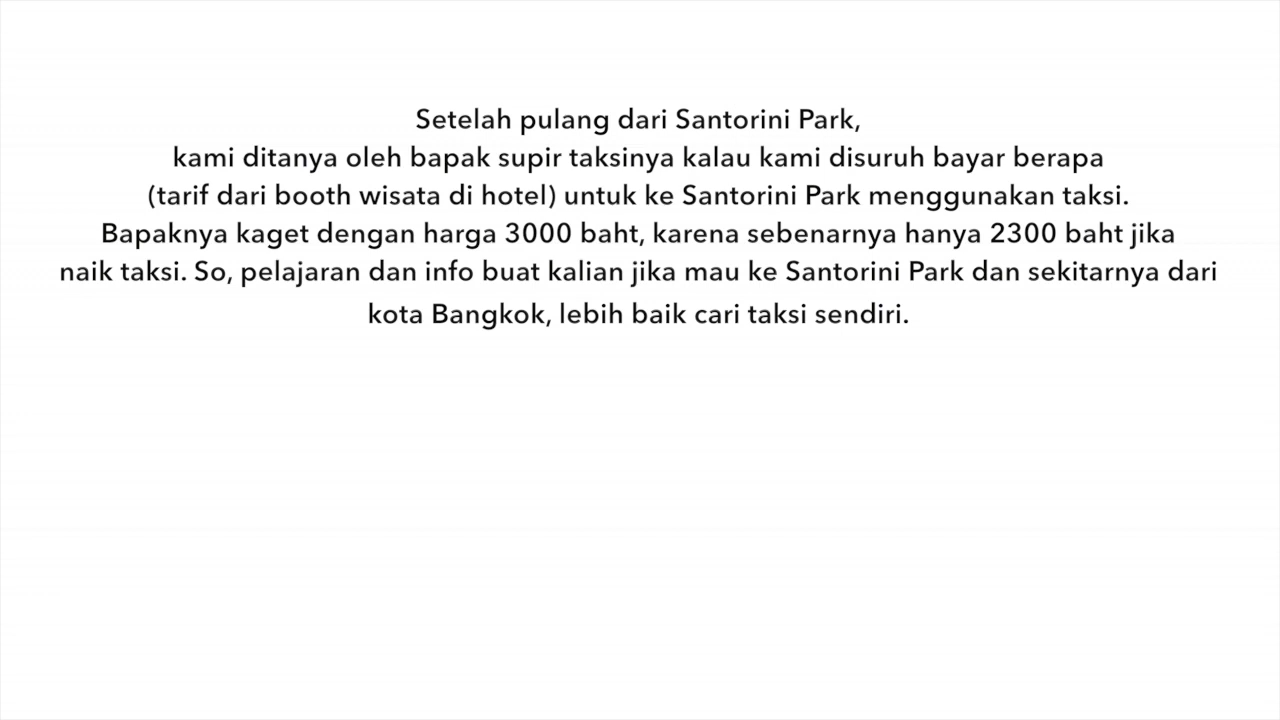 Setelah pulang dari Santorini Park,
kami ditanya oleh bapak supir taksinya kalau kami disuruh bayar berapa
(tarif dari booth wisata di hotel) untuk ke Santorini Park menggunakan taksi.
Bapaknya kaget dengan harga 3000 baht, karena sebenarnya hanya 2300 baht jika
naik taksi. So, pelajaran dan info buat kalian jika mau ke Santorini Park dan sekitarnya dari
kota Bangkok, lebih baik cari taksi sendiri.